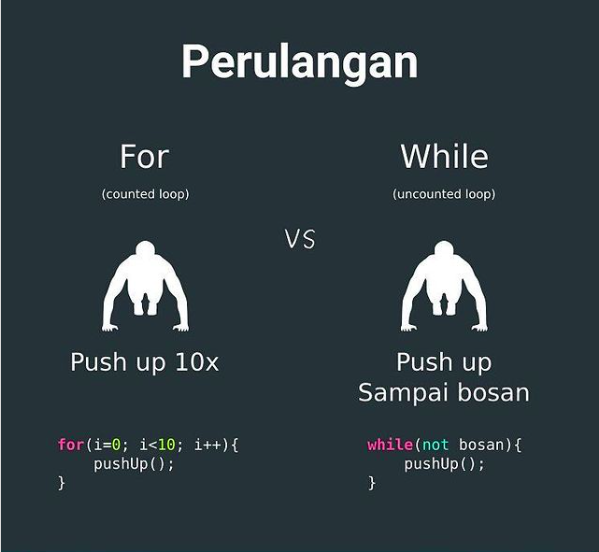 Perulangan
For
(counted loop)
Push up 10x
for(i=0; i<10; i++){
    pushUp();
}
VS
While
(uncounted loop)
Push up
Sampai bosan
while(not bosan){
    pushUp();
}